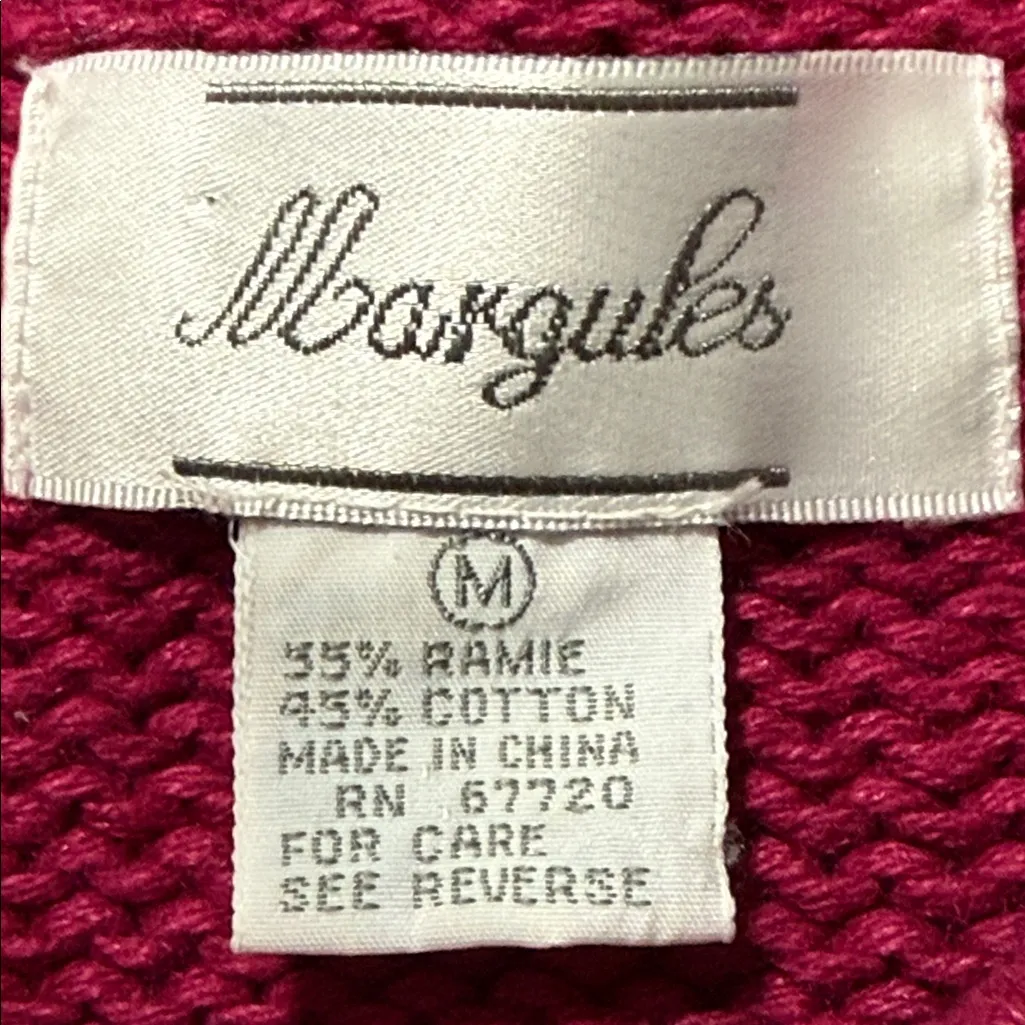 Margules
M
55% RAMIE
45% COTTON
MADE IN CHINA
RN 67720
FOR CARE
SEE REVERSE